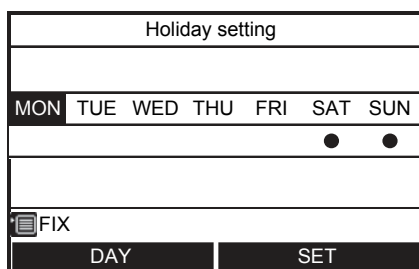 Holiday setting
MON TUE WED THU FRI SAT SUN
● ●
FIX
DAY SET